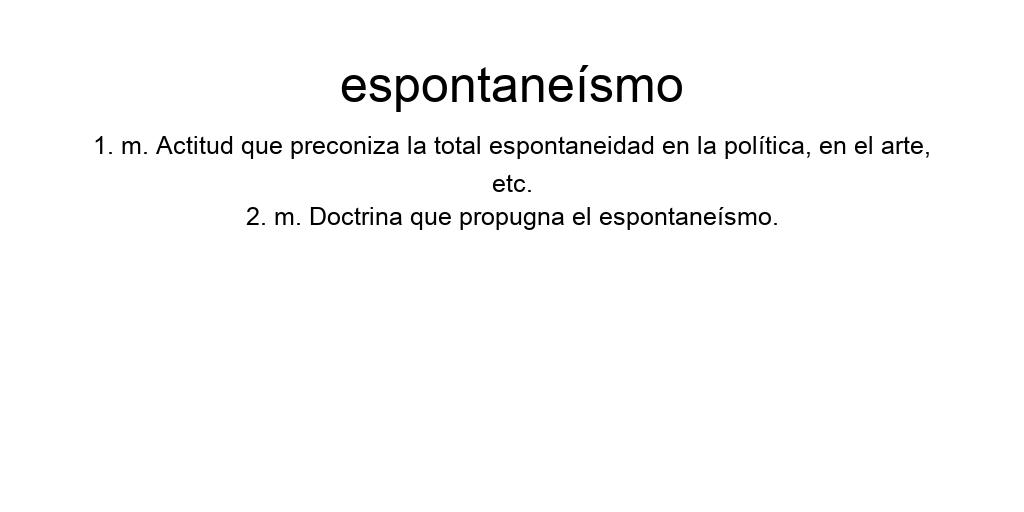 espontaneísmo
1. m. Actitud que preconiza la total espontaneidad en la política, en el arte,
etc.
2. m. Doctrina que propugna el espontaneísmo.